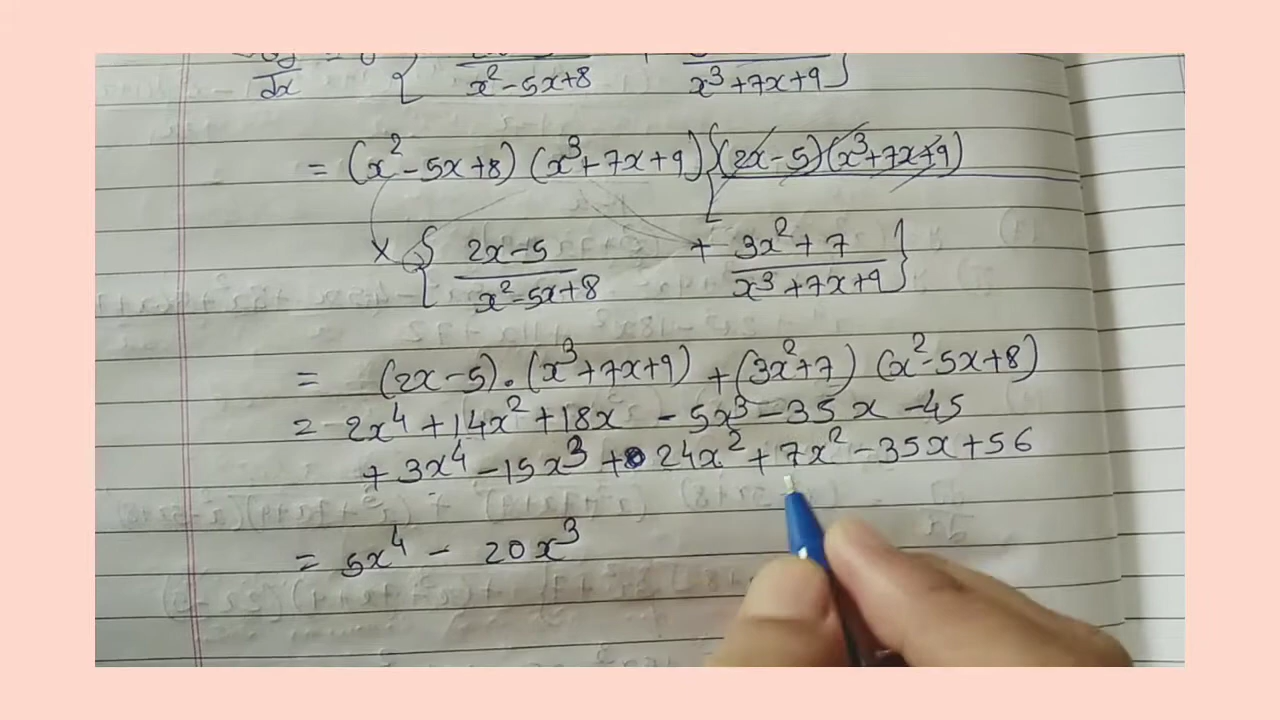 dy/dx = y { / x² - 5x + 8 + / x³ + 7x + 9 }
= (x² - 5x + 8) (x³ + 7x + 9) { (2x - 5) (x³ + 7x + 9)
x { 2x - 5 / x² - 5x + 8 + 3x² + 7 / x³ + 7x + 9 }
= (2x - 5) . (x³ + 7x + 9) + (3x² + 7) (x² - 5x + 8)
= 2x⁴ + 14x² + 18x - 5x³ - 35x - 45
+ 3x⁴ - 15x³ + 24x² + 7x² - 35x + 56
= 5x⁴ - 20x³